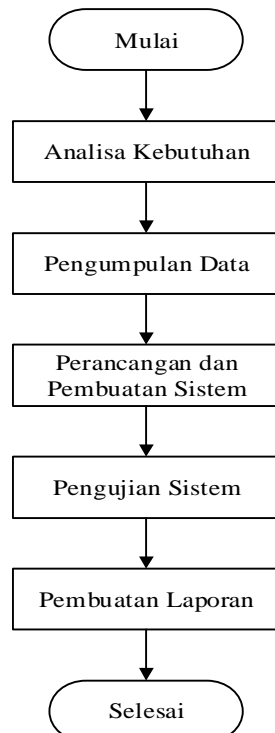 Mulai
Analisa Kebutuhan
Pengumpulan Data
Perancangan dan
Pembuatan Sistem
Pengujian Sistem
Pembuatan Laporan
Selesai